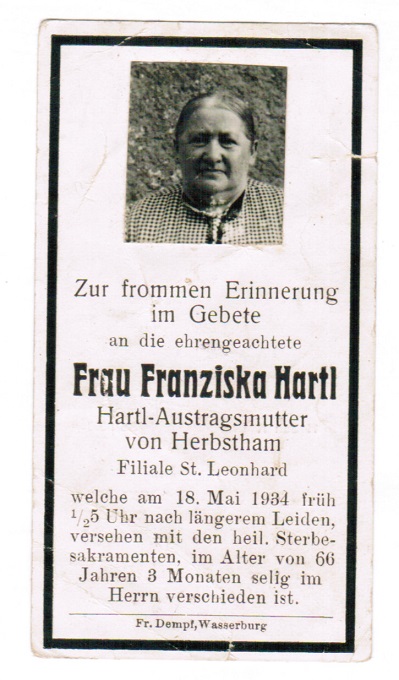 Zur frommen Erinnerung
im Gebete
an die ehrengeachtete
Frau Franziska Hartl
Hartl-Austragsmutter
von Herbstham
Filiale St. Leonhard
welche am 18. Mai 1934 früh
1/25 Uhr nach längerem Leiden,
versehen mit den heil. Sterbe-
sakramenten, im Alter von 66
Jahren 3 Monaten selig im
Herrn verschieden ist.
Fr. Dempf, Wasserburg